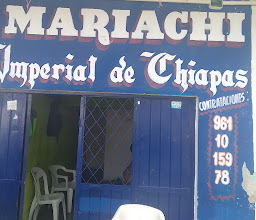 MARIACHI
Imperial de Chiapas
CONTRATACIONES
961
10
159
78